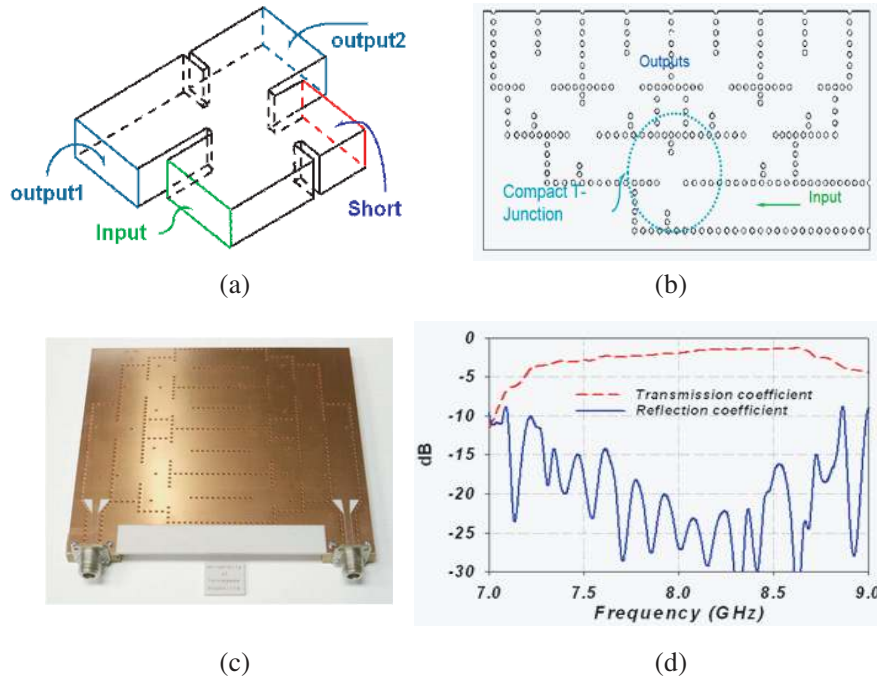 output2
output1
Input
Short
(a)
Outputs
Compact T-
Junction
Input
(b)
(c)
0
-5
-10
-15
-20
-25
-30
dB
Transmission coefficient
Reflection coefficient
7.0 7.5 8.0 8.5 9.0
Frequency (GHz)
(d)